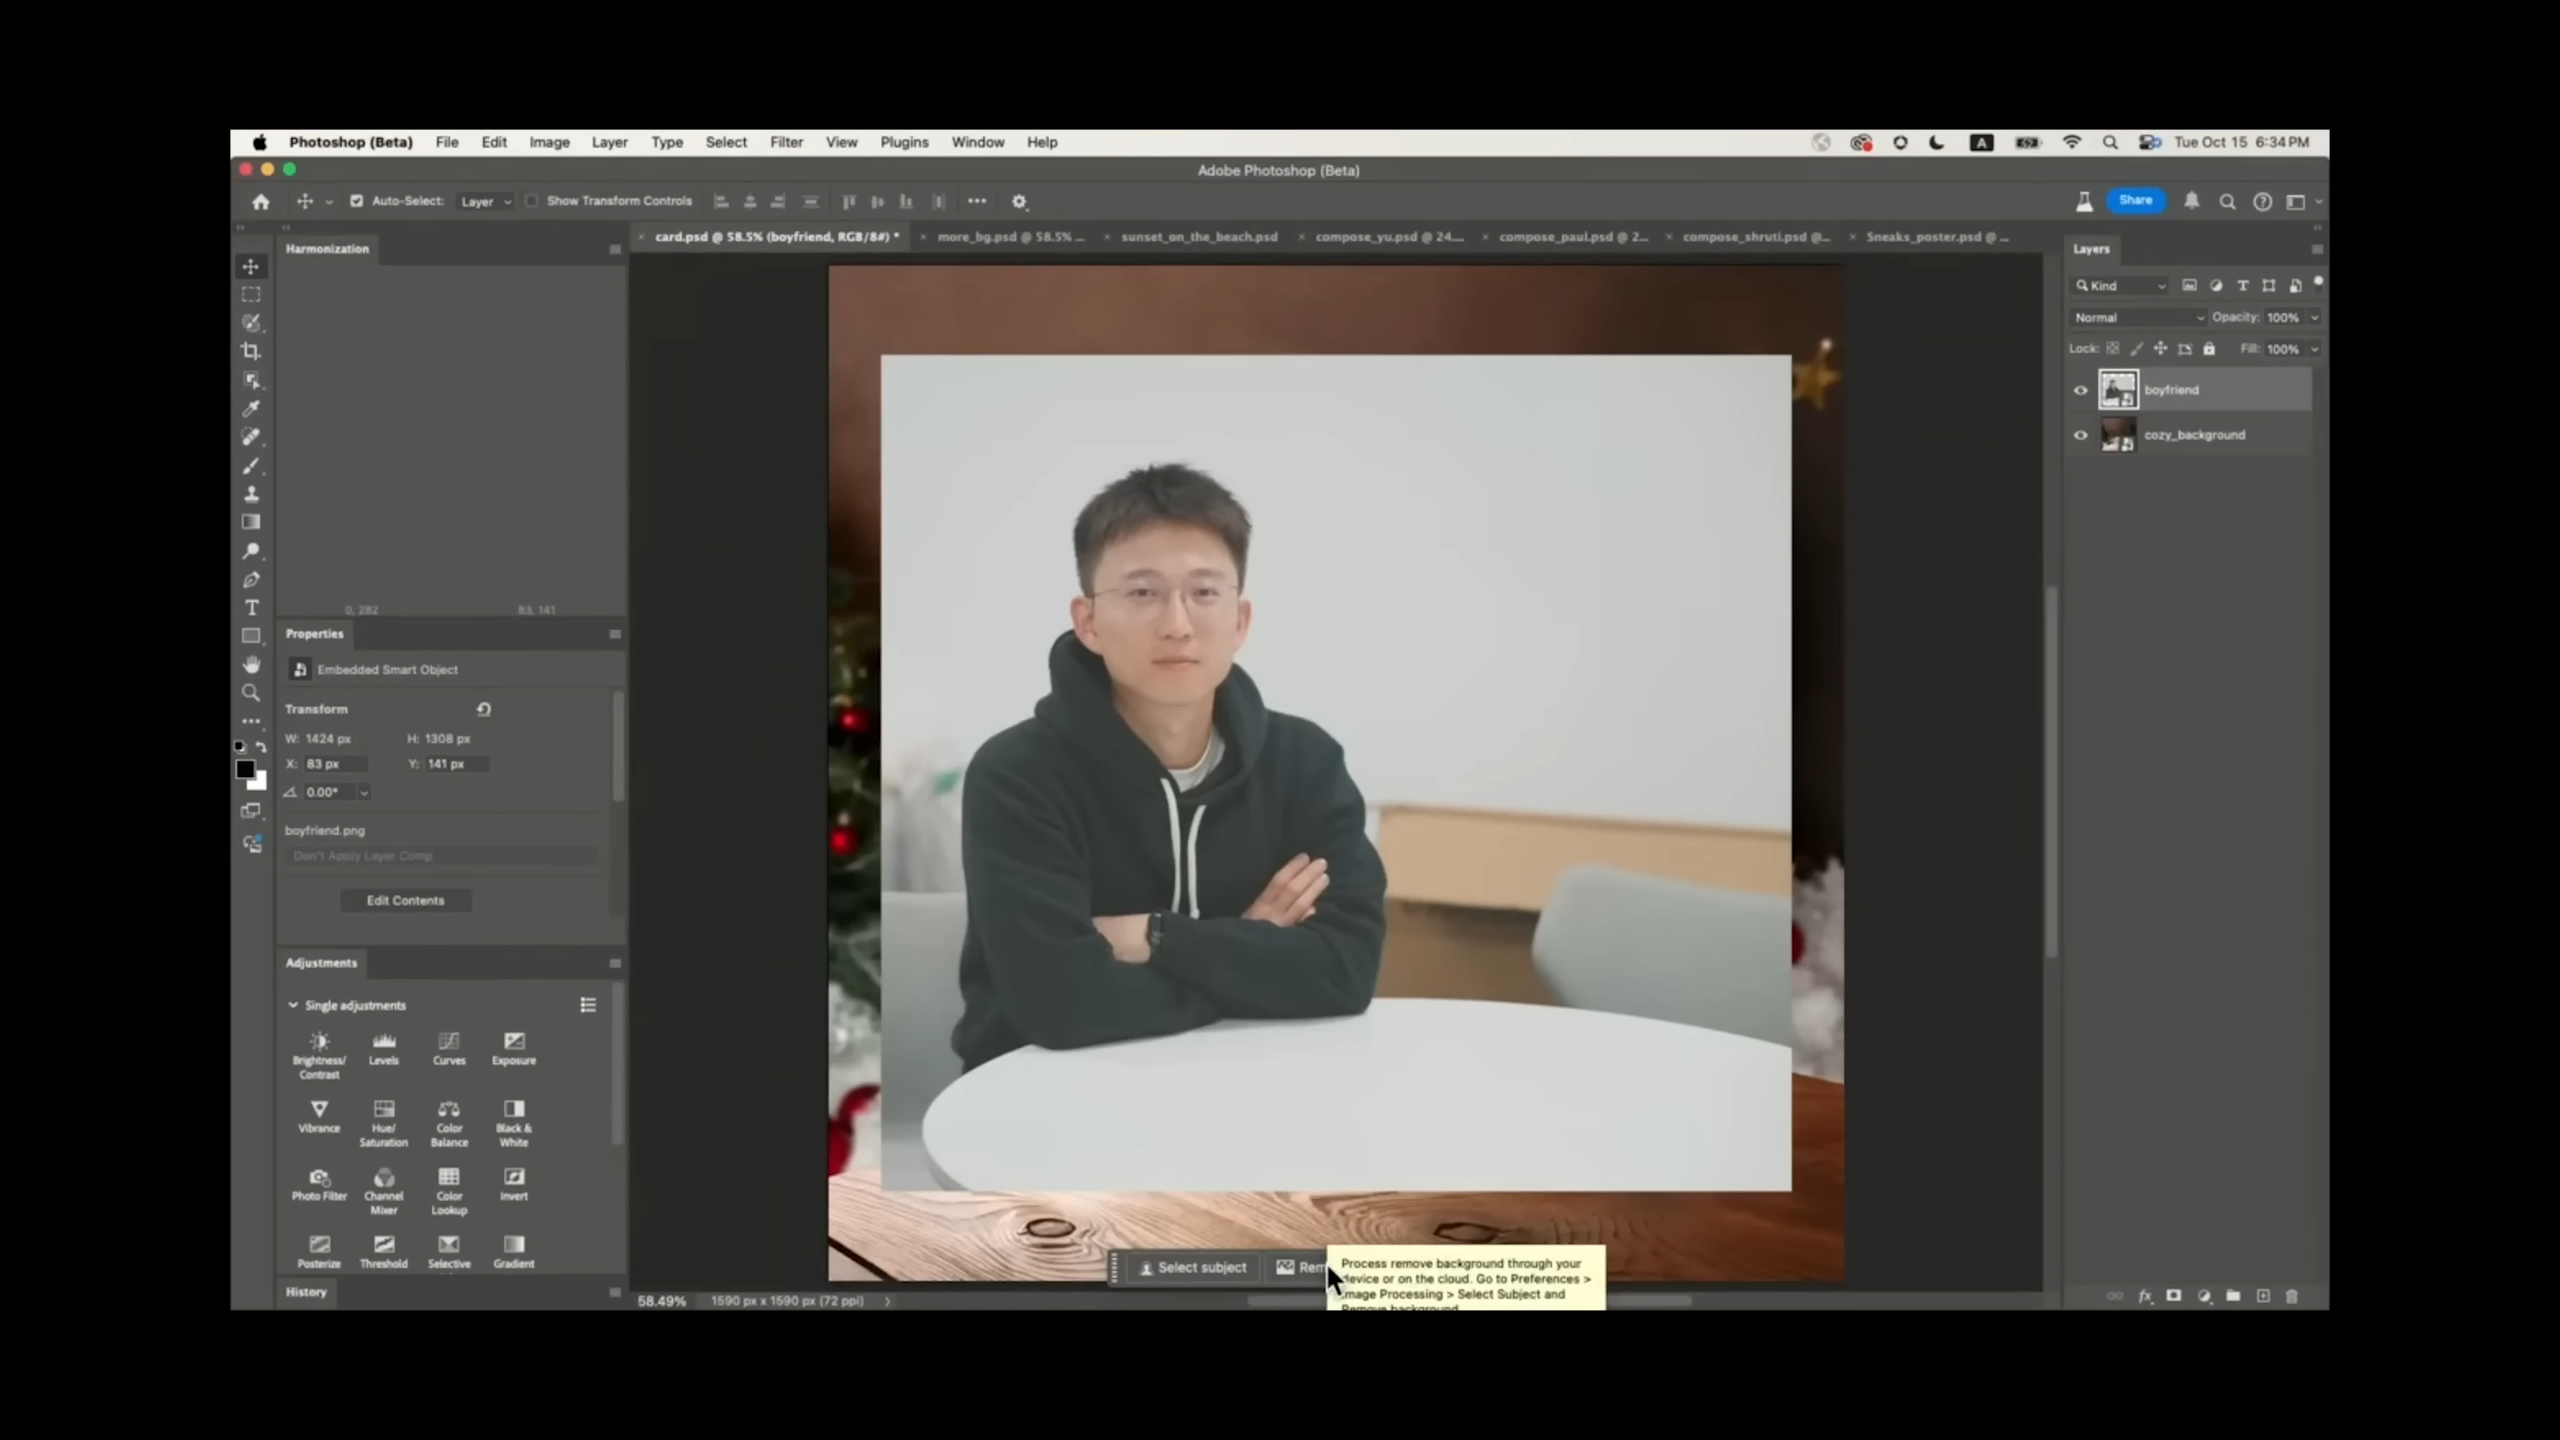 Photoshop (Beta) File Edit Image Layer Type Select Filter View Plugins Window Help A Tue Oct 15 6:34 PM
Adobe Photoshop (Beta)
Auto-Select: Layer Show Transform Controls Share
Harmonization
card.psd @ 58.5% (boyfriend, RGB/8#) * more_bg.psd @ 58.5% ... sunset_on_the_beach.psd compose_yu.psd @ 24.... compose_paul.psd @ 2... compose_shruti.psd @... Sneaks_poster.psd @ ...
0, 282 83, 141
Properties
Embedded Smart Object
Transform
W: 1424 px H: 1308 px
X: 83 px Y: 141 px
0.00°
boyfriend.png
Don't Apply Layer Comp
Edit Contents
Adjustments
Single adjustments
Brightness/ Contrast
Levels
Curves
Exposure
Vibrance
Hue/ Saturation
Color Balance
Black & White
Photo Filter
Channel Mixer
Color Lookup
Invert
Posterize
Threshold
Selective
Gradient
History
Select subject
Rem
Process remove background through your
device or on the cloud. Go to Preferences >
Image Processing > Select Subject and
Remove background
58.49% 1590 px x 1590 px (72 ppi)
Layers
Kind
Normal Opacity: 100%
Lock: Fill: 100%
boyfriend
cozy_background